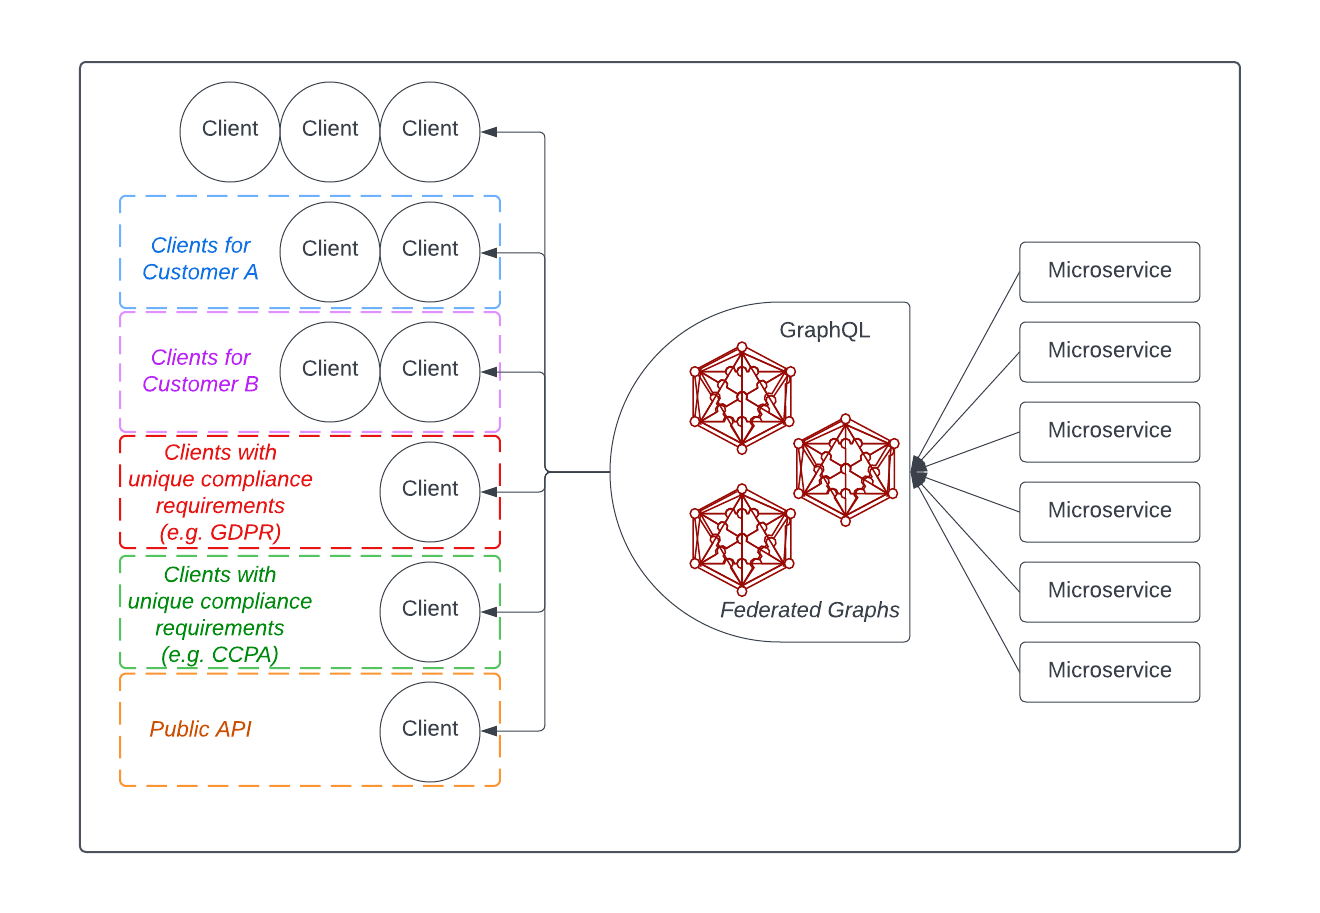 Client
Client
Client
Clients for
Customer A
Client
Client
Clients for
Customer B
Client
Client
Clients with
unique compliance
requirements
(e.g. GDPR)
Client
Clients with
unique compliance
requirements
(e.g. CCPA)
Client
Public API
Client
GraphQL
Federated Graphs
Microservice
Microservice
Microservice
Microservice
Microservice
Microservice